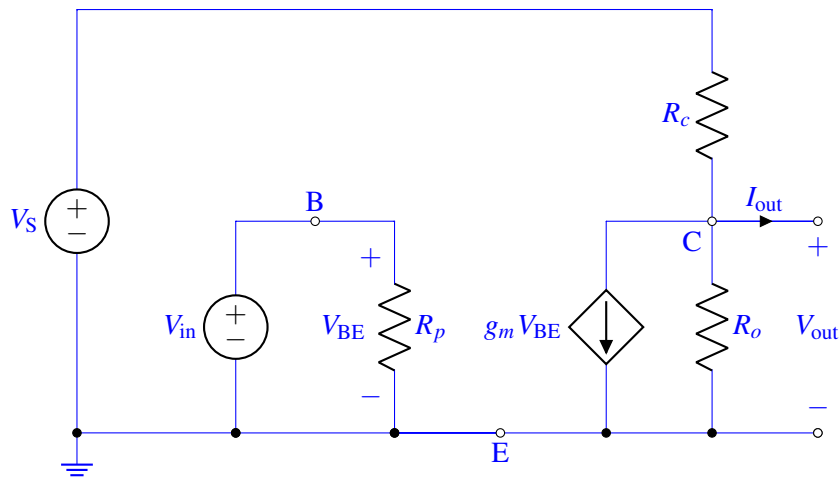 R_c
B
I_out
V_S
+
−
C
+
+
V_in
+
−
V_BE
R_p
g_m V_BE
R_o
V_out
−
−
E